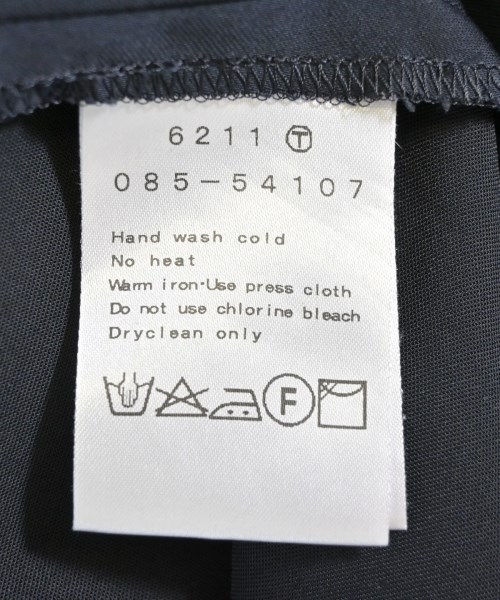 6211 Ⓣ
085-54107
Hand wash cold
No heat
Warm iron·Use press cloth
Do not use chlorine bleach
Dryclean only
F